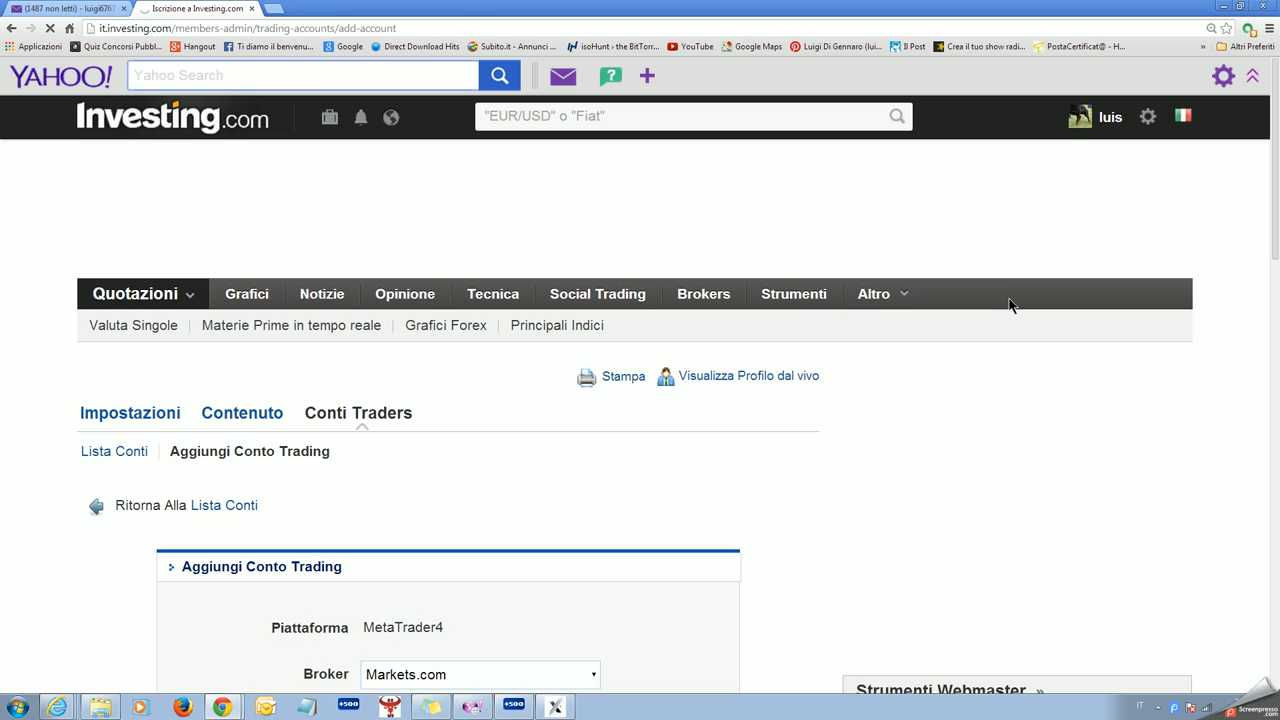 (1487 non letti) - luigi6767
Iscrizione a Investing.com
it.investing.com/members-admin/trading-accounts/add-account
Applicazioni
Quiz Concorsi Pubbl...
Hangout
Ti diamo il benvenu...
Google
Direct Download Hits
Subito.it - Annunci ...
isoHunt › the BitTorr...
YouTube
Google Maps
Luigi Di Gennaro (lui...
Il Post
Crea il tuo show radi...
PostaCertificat@ - H...
»
Altri Preferiti
YAHOO!
Yahoo Search
Investing.com
"EUR/USD" o "Fiat"
luis
Quotazioni
Grafici
Notizie
Opinione
Tecnica
Social Trading
Brokers
Strumenti
Altro
Valuta Singole
Materie Prime in tempo reale
Grafici Forex
Principali Indici
Stampa
Visualizza Profilo dal vivo
Impostazioni
Contenuto
Conti Traders
Lista Conti
Aggiungi Conto Trading
Ritorna Alla Lista Conti
Aggiungi Conto Trading
Piattaforma MetaTrader4
Broker Markets.com
Strumenti Webmaster »
+500
+500
IT
Screenpresso
.com